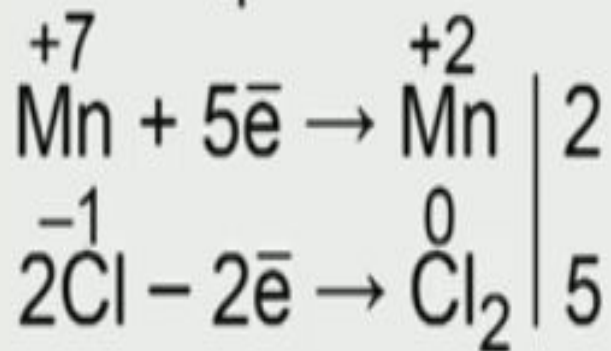 +7 +2
Mn + 5ē → Mn | 2
−1 0
2Cl − 2ē → Cl₂ | 5